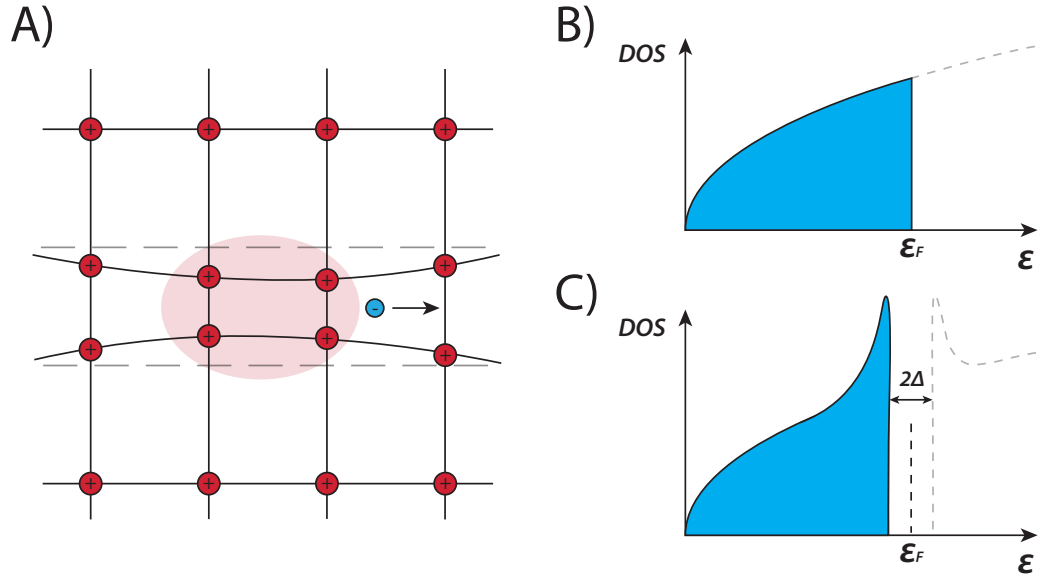 A)
+ + + +
+ + + +
-
+ + + +
+ + + +
B)
DOS
εF
ε
C)
DOS
2Δ
εF
ε